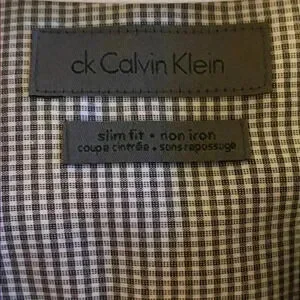 ck Calvin Klein
slim fit • non iron
coupe cintrée • sans repassage